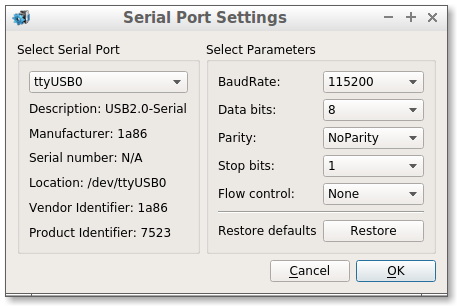 Serial Port Settings
Select Serial Port
ttyUSB0
Description: USB2.0-Serial
Manufacturer: 1a86
Serial number: N/A
Location: /dev/ttyUSB0
Vendor Identifier: 1a86
Product Identifier: 7523
Select Parameters
BaudRate: 115200
Data bits: 8
Parity: NoParity
Stop bits: 1
Flow control: None
Restore defaults Restore
Cancel OK